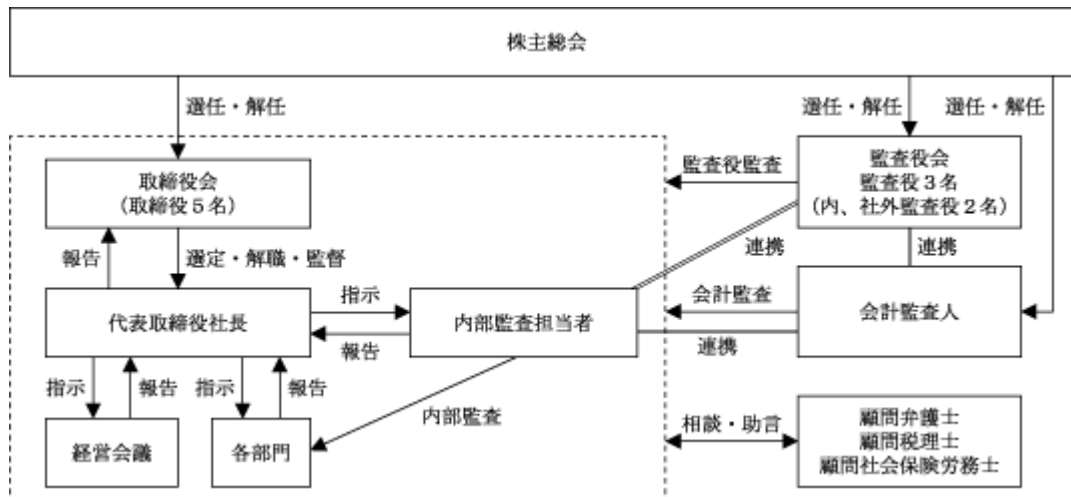 株主総会
選任・解任
選任・解任
選任・解任
取締役会
（取締役５名）
監査役監査
監査役会
監査役３名
（内、社外監査役２名）
報告
選定・解職・監督
連携
連携
代表取締役社長
指示
報告
内部監査担当者
会計監査
連携
会計監査人
指示
報告
指示
報告
内部監査
経営会議
各部門
相談・助言
顧問弁護士
顧問税理士
顧問社会保険労務士